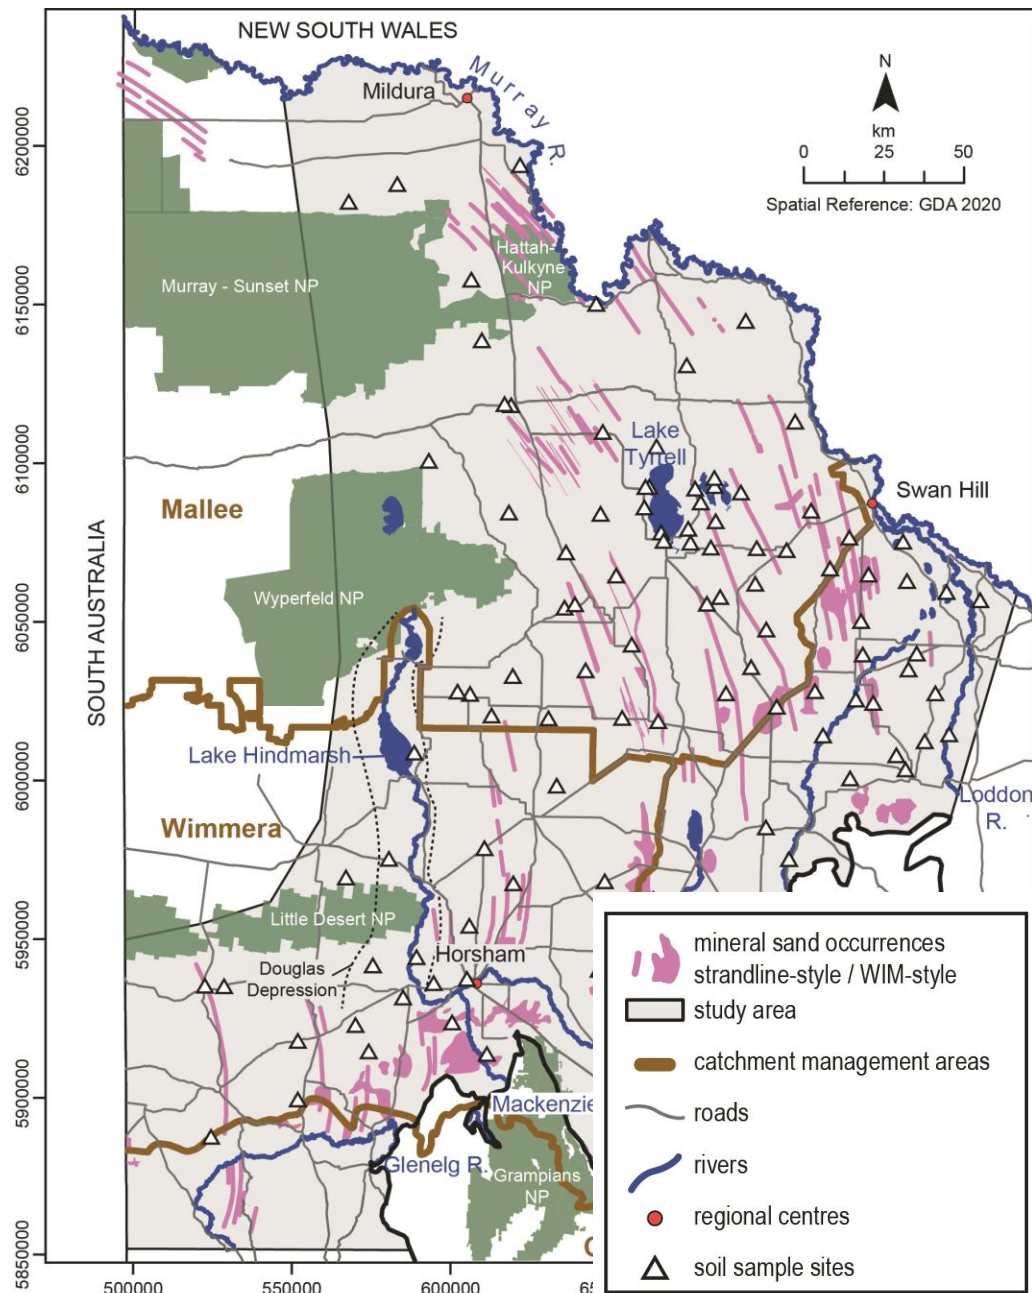 NEW SOUTH WALES
Murray R.
Mildura
N
km
0 25 50
Spatial Reference: GDA 2020
6200000
Hattah-
Kulkyne
NP
Murray - Sunset NP
6150000
Lake
Tyrrell
6100000
Mallee
Swan Hill
Wyperfeld NP
6050000
SOUTH AUSTRALIA
Lake Hindmarsh
6000000
Wimmera
Loddon
R.
Little Desert NP
5950000
Horsham
Douglas
Depression
5900000
Mackenzie
Glenelg R.
Grampians
NP
5850000
500000 550000 600000
mineral sand occurrences
strandline-style / WIM-style
study area
catchment management areas
roads
rivers
regional centres
soil sample sites